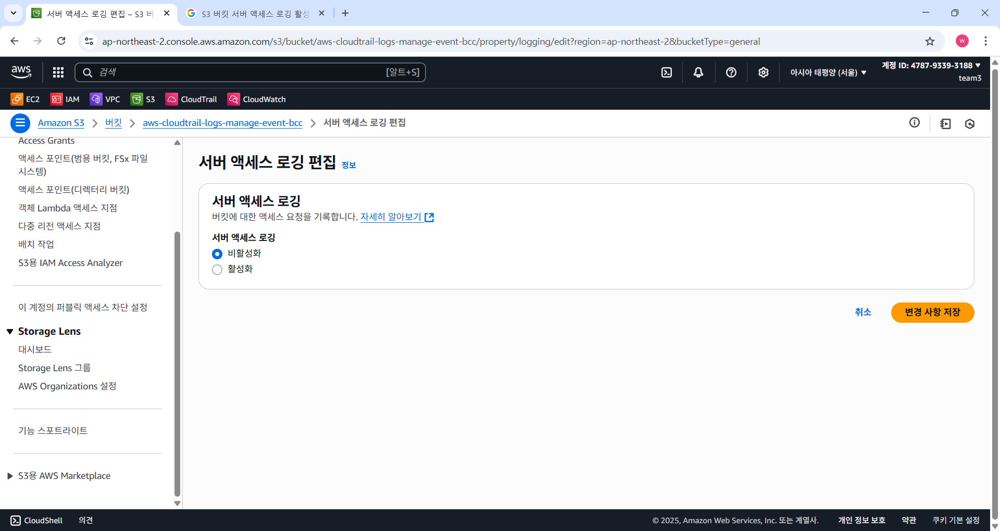 서버 액세스 로깅 편집 – S3 버
S3 버킷 서버 액세스 로깅 활성
ap-northeast-2.console.aws.amazon.com/s3/bucket/aws-cloudtrail-logs-manage-event-bcc/property/logging/edit?region=ap-northeast-2&bucketType=general
W
aws
검색
[알트+S]
아시아 태평양 (서울)
계정 ID: 4787-9339-3188
team3
EC2
IAM
VPC
S3
CloudTrail
CloudWatch
Amazon S3
버킷
aws-cloudtrail-logs-manage-event-bcc
서버 액세스 로깅 편집
Access Grants
액세스 포인트(범용 버킷, FSx 파일
시스템)
액세스 포인트(디렉터리 버킷)
객체 Lambda 액세스 지점
다중 리전 액세스 지점
배치 작업
S3용 IAM Access Analyzer
이 계정의 퍼블릭 액세스 차단 설정
Storage Lens
대시보드
Storage Lens 그룹
AWS Organizations 설정
기능 스포트라이트
S3용 AWS Marketplace
서버 액세스 로깅 편집 정보
서버 액세스 로깅
버킷에 대한 액세스 요청을 기록합니다. 자세히 알아보기
서버 액세스 로깅
비활성화
활성화
취소
변경 사항 저장
CloudShell
의견
© 2025, Amazon Web Services, Inc. 또는 계열사.
개인 정보 보호
약관
쿠키 기본 설정